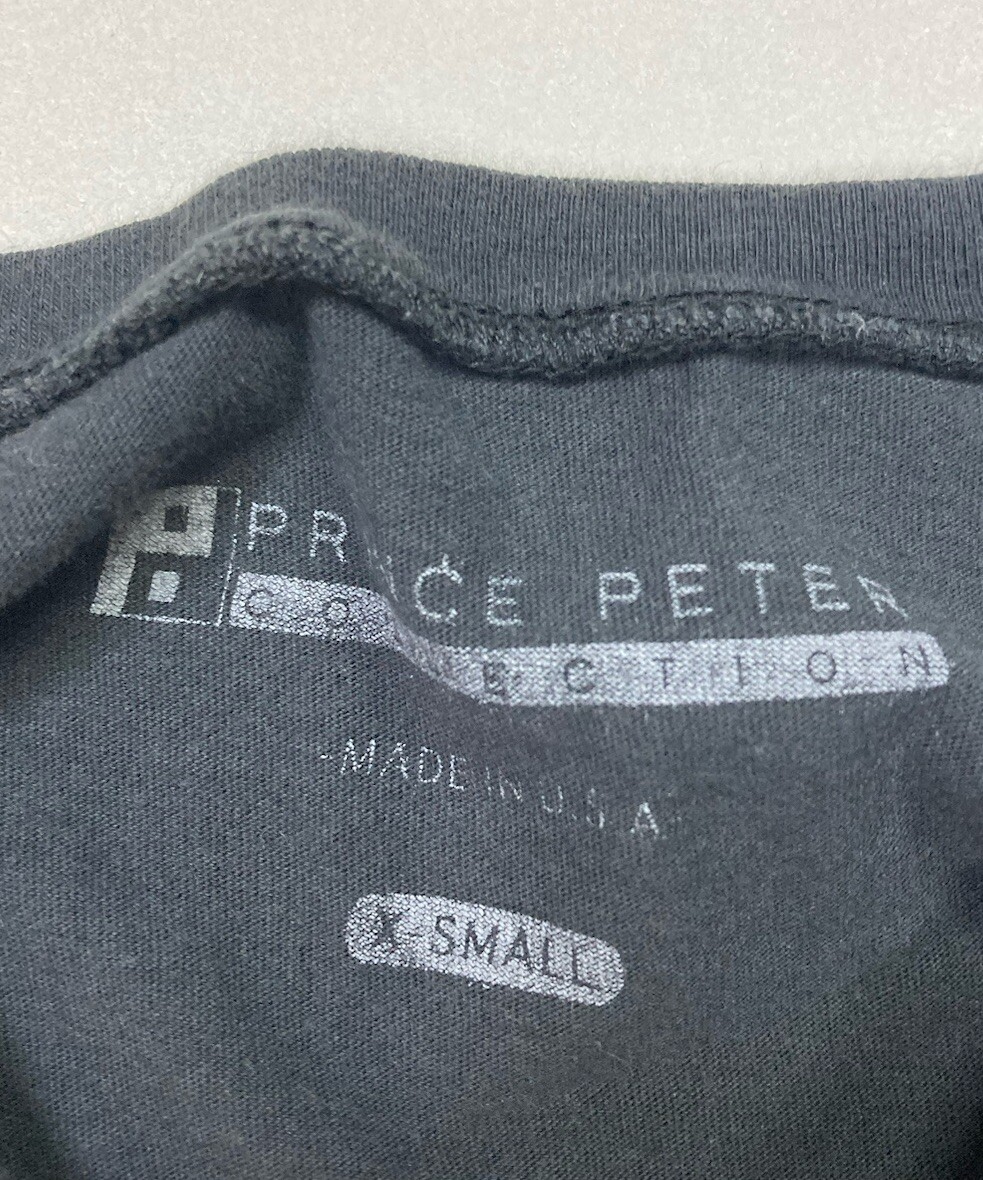 PRINCE PETER
COLLECTION
-MADE IN U.S.A-
X-SMALL